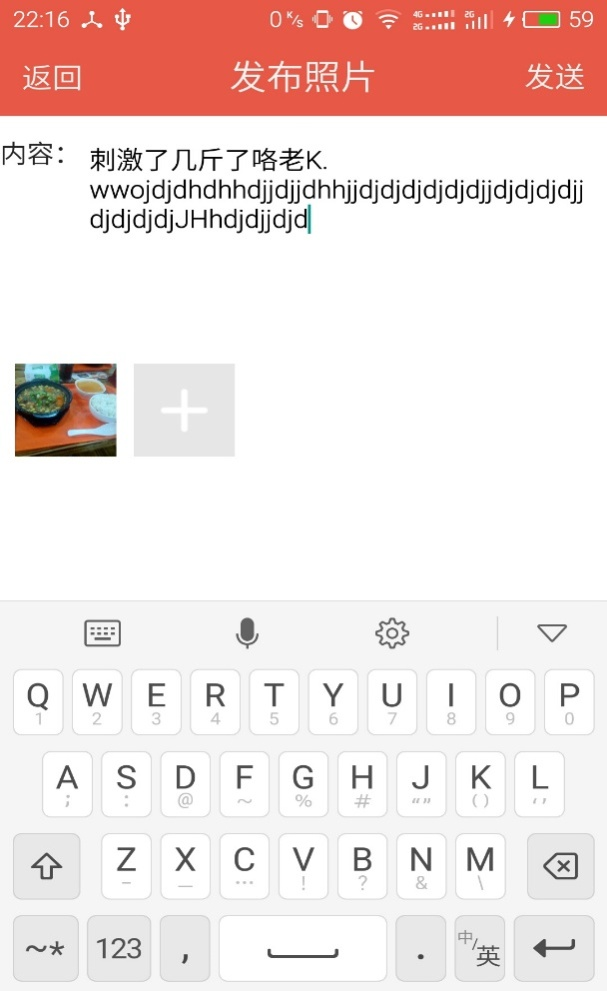 22:16 0 K/s 4G 2G 2G 59
返回 发布照片 发送
内容： 刺激了几斤了咯老K.
wwojdjdhdhhdjjdjjdhhjjdjdjdjdjdjdjjdjdjdjdjj
djdjdjdjJHhdjdjjdjd
Q W E R T Y U I O P
1 2 3 4 5 6 7 8 9 0
A S D F G H J K L
; : @ ~ % # “” () ‘’
Z X C V B N M
– — … ! ? & \
~* 123 , . 中/英